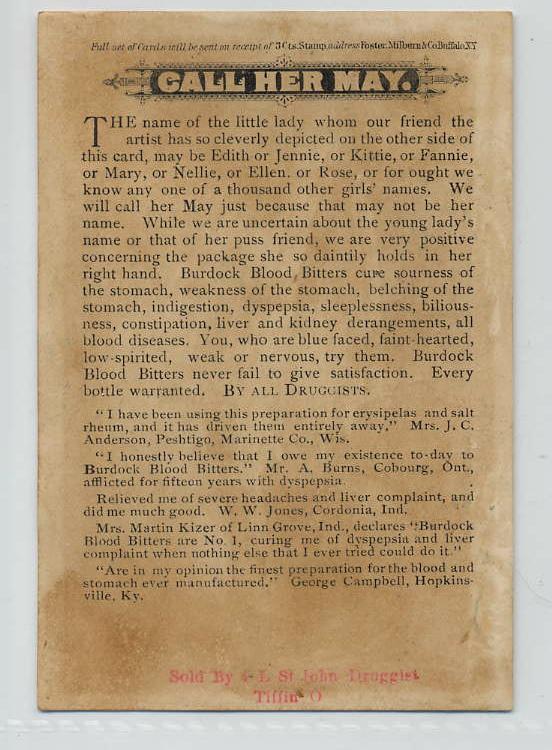 Full set of Cards will be sent on receipt of 3 Cts. Stamp, address Foster, Milburn & Co Buffalo, N.Y
CALL HER MAY.
THE name of the little lady whom our friend the
artist has so cleverly depicted on the other side of
this card, may be Edith or Jennie, or Kittie, or Fannie,
or Mary, or Nellie, or Ellen. or Rose, or for ought we
know any one of a thousand other girls' names. We
will call her May just because that may not be her
name. While we are uncertain about the young lady's
name or that of her puss friend, we are very positive
concerning the package she so daintily holds in her
right hand. Burdock Blood Bitters cure sourness of
the stomach, weakness of the stomach, belching of the
stomach, indigestion, dyspepsia, sleeplessness, bilious-
ness, constipation, liver and kidney derangements, all
blood diseases. You, who are blue faced, faint-hearted,
low-spirited, weak or nervous, try them. Burdock
Blood Bitters never fail to give satisfaction. Every
bottle warranted. BY ALL DRUGGISTS.
"I have been using this preparation for erysipelas and salt
rheum, and it has driven them entirely away," Mrs. J. C.
Anderson, Peshtigo, Marinette Co., Wis.
"I honestly believe that I owe my existence to-day to
Burdock Blood Bitters." Mr. A. Burns, Cobourg, Ont.,
afflicted for fifteen years with dyspepsia.
Relieved me of severe headaches and liver complaint, and
did me much good. W. W. Jones, Cordonia, Ind.
Mrs. Martin Kizer of Linn Grove, Ind., declares "Burdock
Blood Bitters are No. 1, curing me of dyspepsia and liver
complaint when nothing else that I ever tried could do it."
"Are in my opinion the finest preparation for the blood and
stomach ever manufactured." George Campbell, Hopkins-
ville, Ky.
Sold By L St John Druggist
Tiffin O